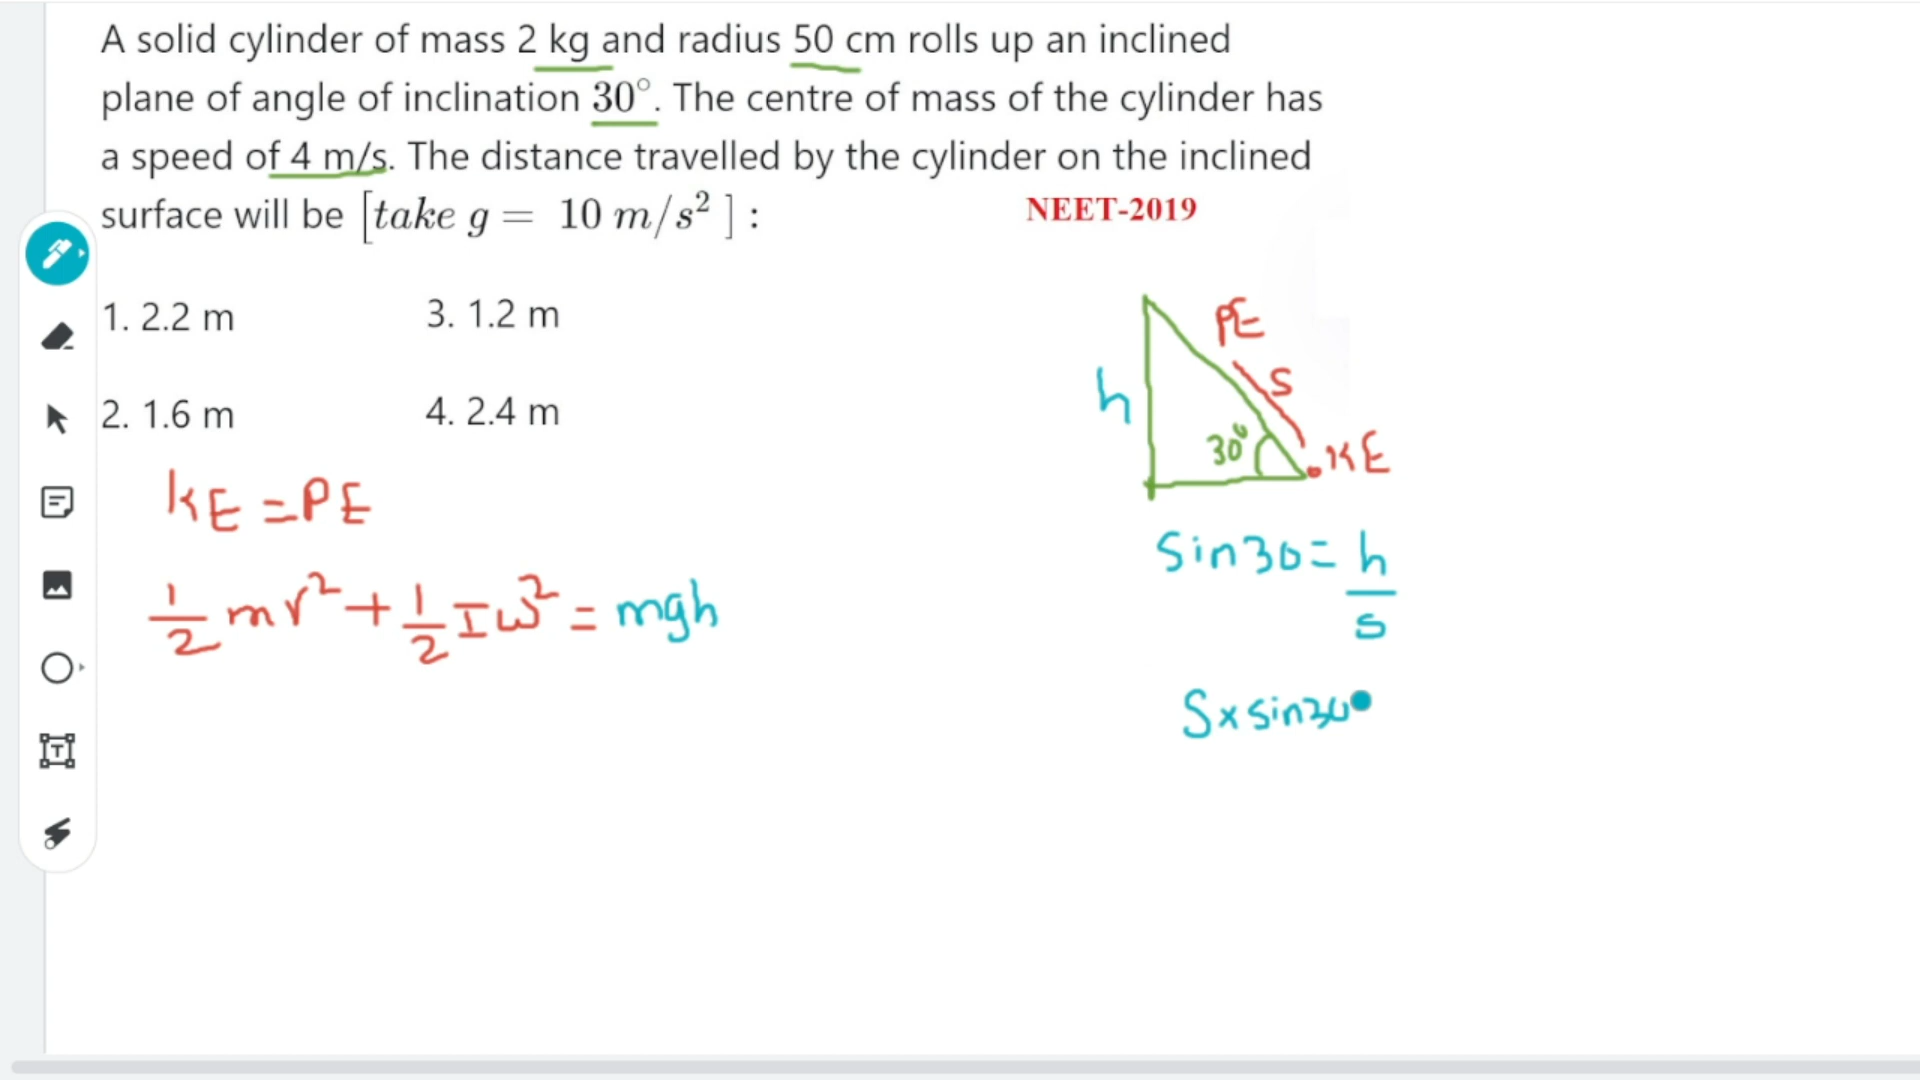 A solid cylinder of mass 2 kg and radius 50 cm rolls up an inclined
plane of angle of inclination 30°. The centre of mass of the cylinder has
a speed of 4 m/s. The distance travelled by the cylinder on the inclined
surface will be [take g = 10 m/s² ] :
NEET-2019
1. 2.2 m
3. 1.2 m
2. 1.6 m
4. 2.4 m
PE
S
h
30°
KE
KE = PE
1/2 mv² + 1/2 Iω² = mgh
Sin30 = h/s
S x sin30